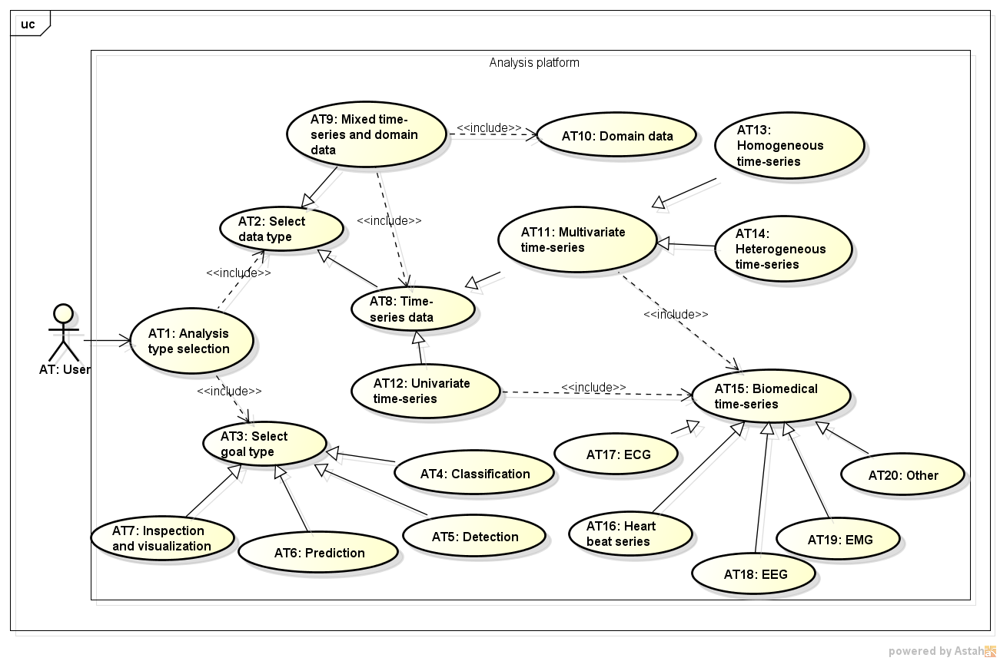 uc
Analysis platform
AT9: Mixed time-
series and domain
data
<<include>>
AT10: Domain data
AT13:
Homogeneous
time-series
AT2: Select
data type
<<include>>
AT11: Multivariate
time-series
AT14:
Heterogeneous
time-series
<<include>>
AT8: Time-
series data
<<include>>
AT: User
AT1: Analysis
type selection
<<include>>
AT12: Univariate
time-series
<<include>>
AT15: Biomedical
time-series
AT3: Select
goal type
AT17: ECG
AT4: Classification
AT20: Other
AT7: Inspection
and visualization
AT6: Prediction
AT5: Detection
AT16: Heart
beat series
AT19: EMG
AT18: EEG
powered by Astah